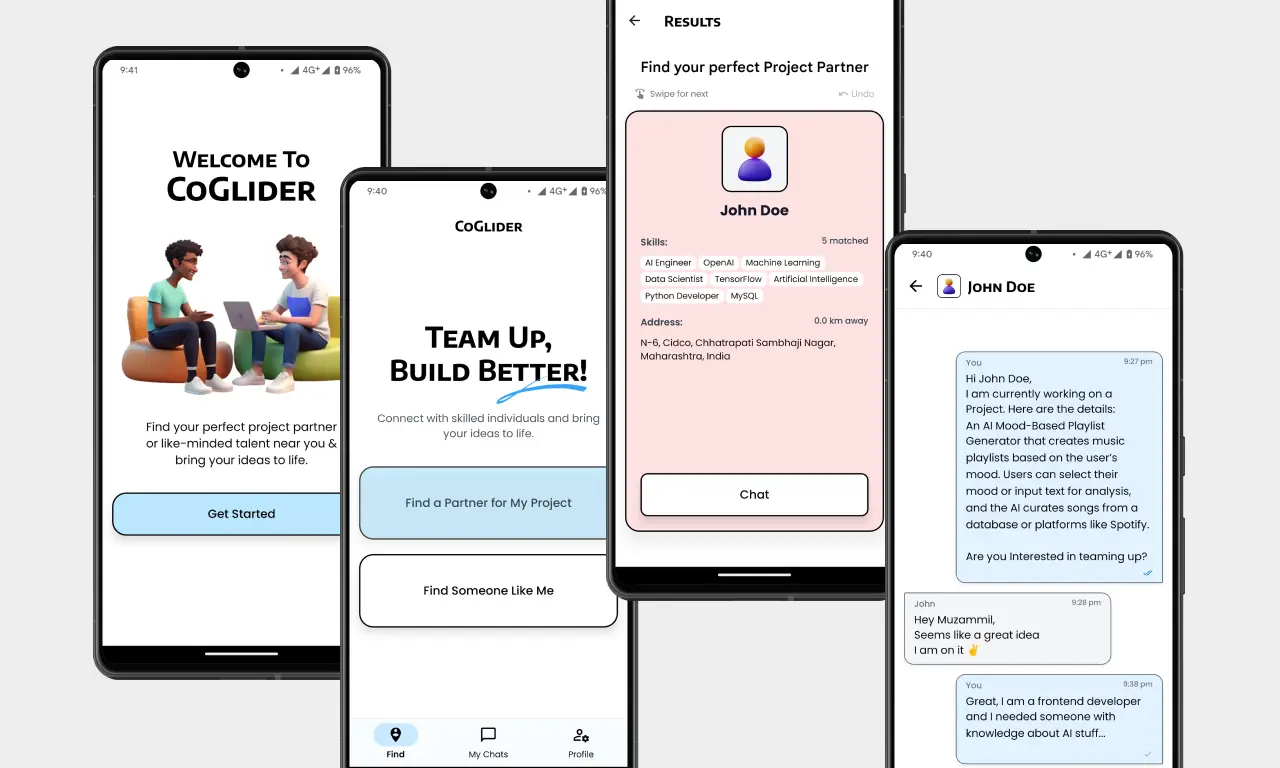 9:41
4G+ 96%
Welcome To
CoGlider
Find your perfect project partner
or like-minded talent near you &
bring your ideas to life.
Get Started
9:40
4G+ 96%
CoGlider
Team Up,
Build Better!
Connect with skilled individuals and bring
your ideas to life.
Find a Partner for My Project
Find Someone Like Me
Find
My Chats
Profile
Results
Find your perfect Project Partner
Swipe for next
Undo
John Doe
Skills:
5 matched
AI Engineer OpenAI Machine Learning
Data Scientist TensorFlow Artificial Intelligence
Python Developer MySQL
Address:
0.0 km away
N-6, Cidco, Chhatrapati Sambhaji Nagar,
Maharashtra, India
Chat
9:40
4G+ 96%
John Doe
You 9:27 pm
Hi John Doe,
I am currently working on a
Project. Here are the details:
An AI Mood-Based Playlist
Generator that creates music
playlists based on the user's
mood. Users can select their
mood or input text for analysis,
and the AI curates songs from a
database or platforms like Spotify.
Are you Interested in teaming up?
John 9:28 pm
Hey Muzammil,
Seems like a great idea
I am on it ✌️
You 9:38 pm
Great, I am a frontend developer
and I needed someone with
knowledge about AI stuff...